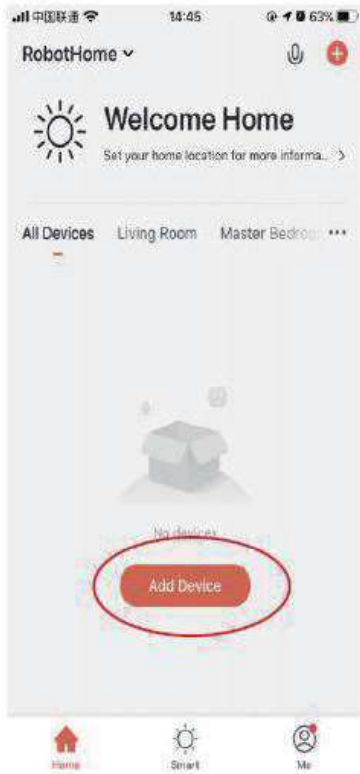 中国联通 14:45 63%
RobotHome
Welcome Home
Set your home location for more informa...
All Devices Living Room Master Bedroo ···
No devices
Add Device
Home Smart Me